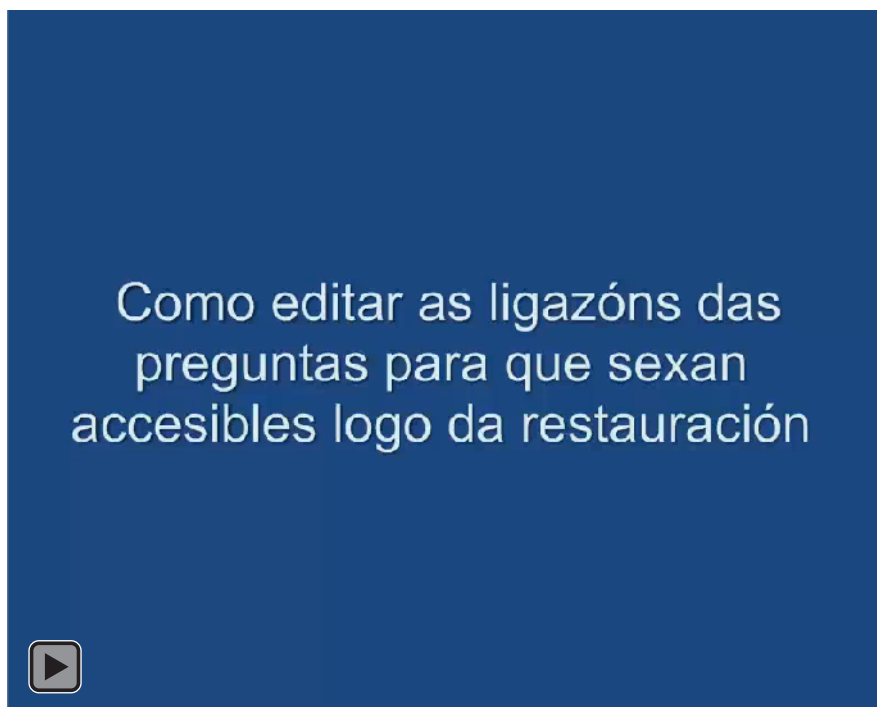 Como editar as ligazóns das
preguntas para que sexan
accesibles logo da restauración